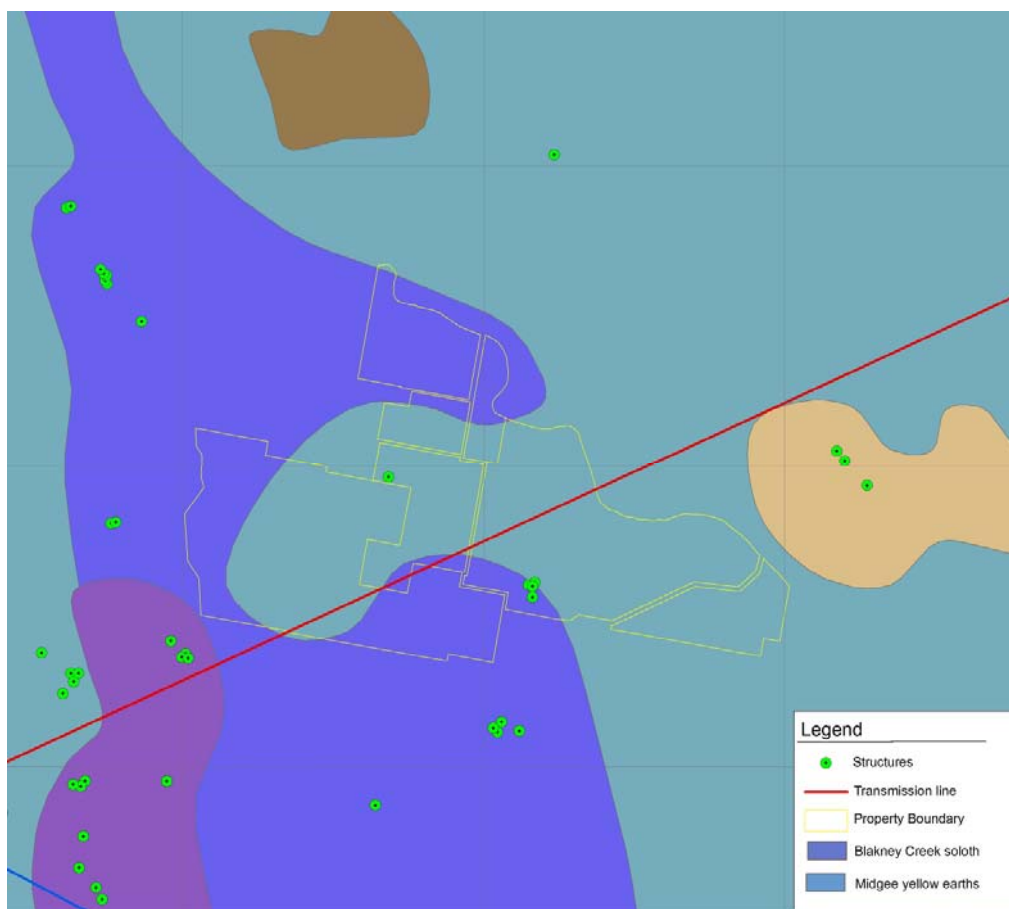 Legend
Structures
Transmission line
Property Boundary
Blakney Creek soloth
Midgee yellow earths